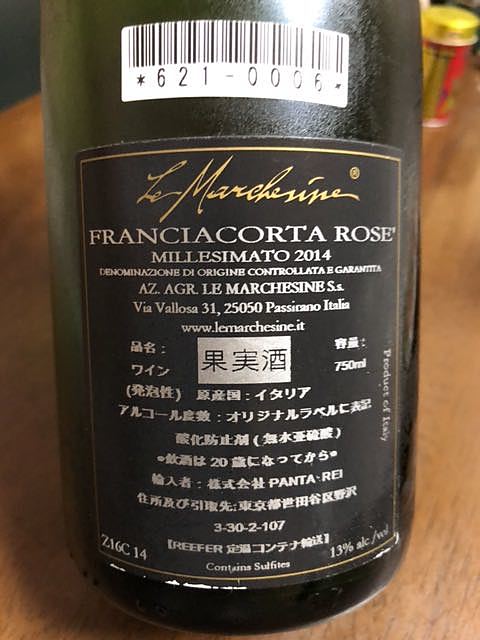 *621-0006*
Le Marchesine®
FRANCIACORTA ROSE®
MILLESIMATO 2014
DENOMINAZIONE DI ORIGINE CONTROLLATA E GARANTITA
AZ. AGR. LE MARCHESINE S.s.
Via Vallosa 31, 25050 Passirano Italia
www.lemarchesine.it
品名: 果実酒 容量:
ワイン 750ml
(発泡性) 原産国:イタリア
アルコール度数:オリジナルラベルに表記
酸化防止剤(無水亜硫酸)
●飲酒は20歳になってから●
輸入者:株式会社PANTA-REI
住所及び引取先:東京都世田谷区野沢
3-30-2-107
【REEFER 定温コンテナ輸送】
Z16C 14
13% alc./vol
Contains Sulfites
Product of Italy